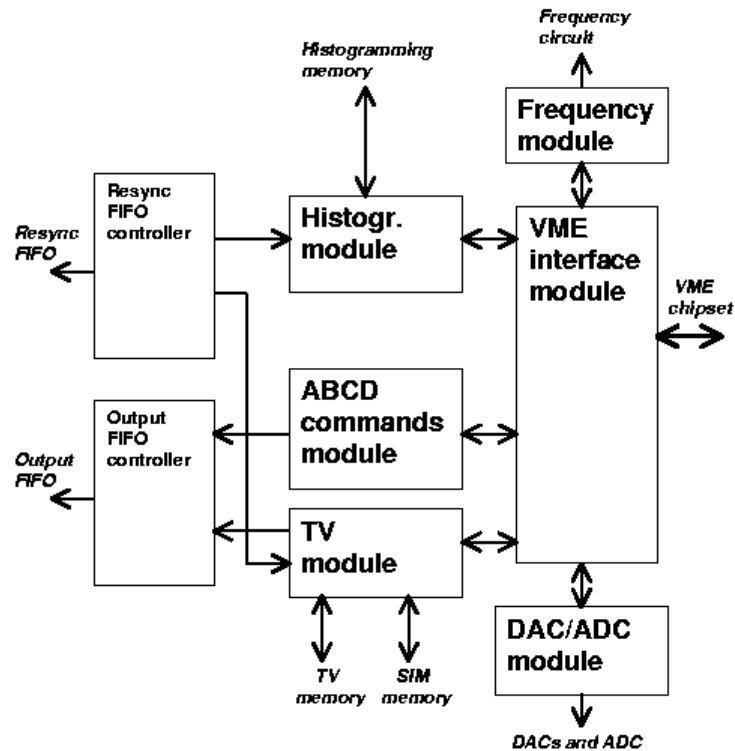 Frequency
circuit
Histogramming
memory
Frequency
module
Resync
FIFO
controller
Histogr.
module
VME
interface
module
Resync
FIFO
VME
chipset
ABCD
commands
module
Output
FIFO
controller
Output
FIFO
TV
module
DAC/ADC
module
TV
memory
SIM
memory
DACs and ADC